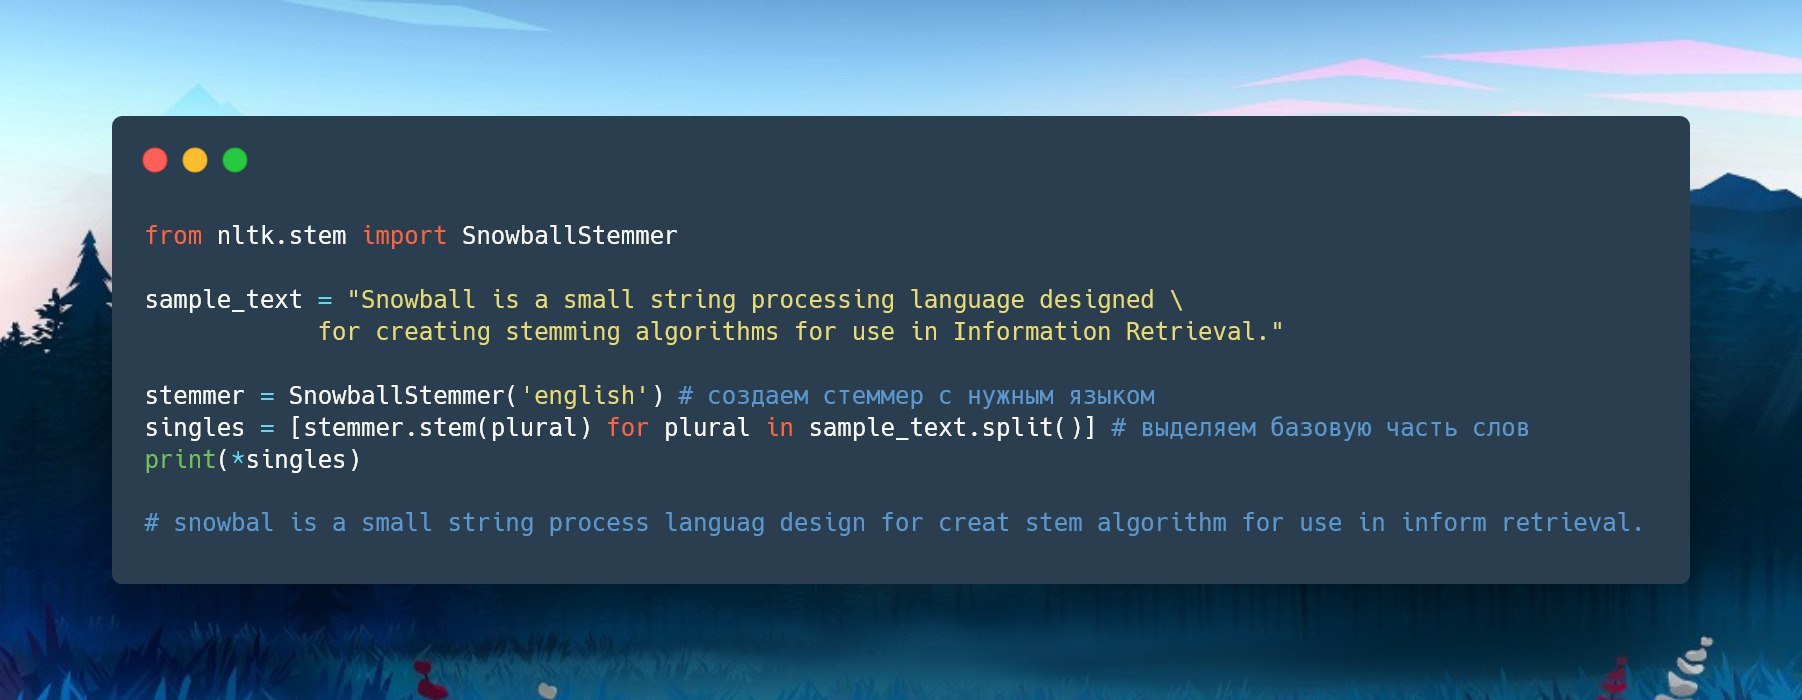 from nltk.stem import SnowballStemmer
sample_text = "Snowball is a small string processing language designed \
for creating stemming algorithms for use in Information Retrieval."
stemmer = SnowballStemmer('english') # создаем стеммер с нужным языком
singles = [stemmer.stem(plural) for plural in sample_text.split()] # выделяем базовую часть слов
print(*singles)
# snowbal is a small string process languag design for creat stem algorithm for use in inform retrieval.